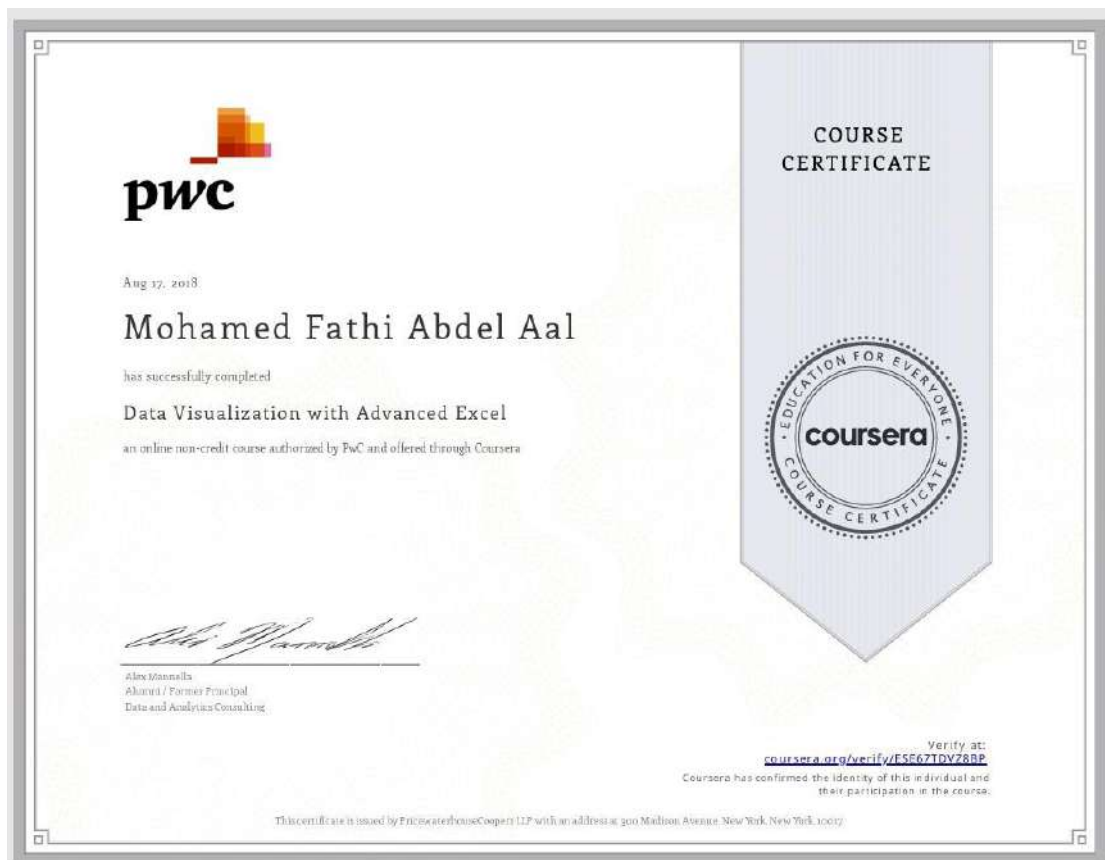 pwc
COURSE
CERTIFICATE
Aug 17, 2018
Mohamed Fathi Abdel Aal
has successfully completed
Data Visualization with Advanced Excel
an online non-credit course authorized by PwC and offered through Coursera
EDUCATION FOR EVERYONE
coursera
COURSE CERTIFICATE
Alex Mannella
Alumni / Former Principal
Data and Analytics Consulting
Verify at:
coursera.org/verify/ESE67TDVZ8BP
Coursera has confirmed the identity of this individual and
their participation in the course.
This certificate is issued by PricewaterhouseCoopers LLP with an address at 300 Madison Avenue, New York, New York, 10017